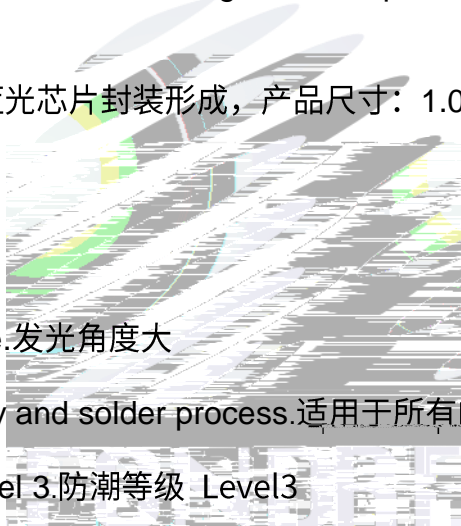 光芯片封装形成，产品尺寸：1.0
.发光角度大
and solder process.适用于所有
el 3.防潮等级 Level3